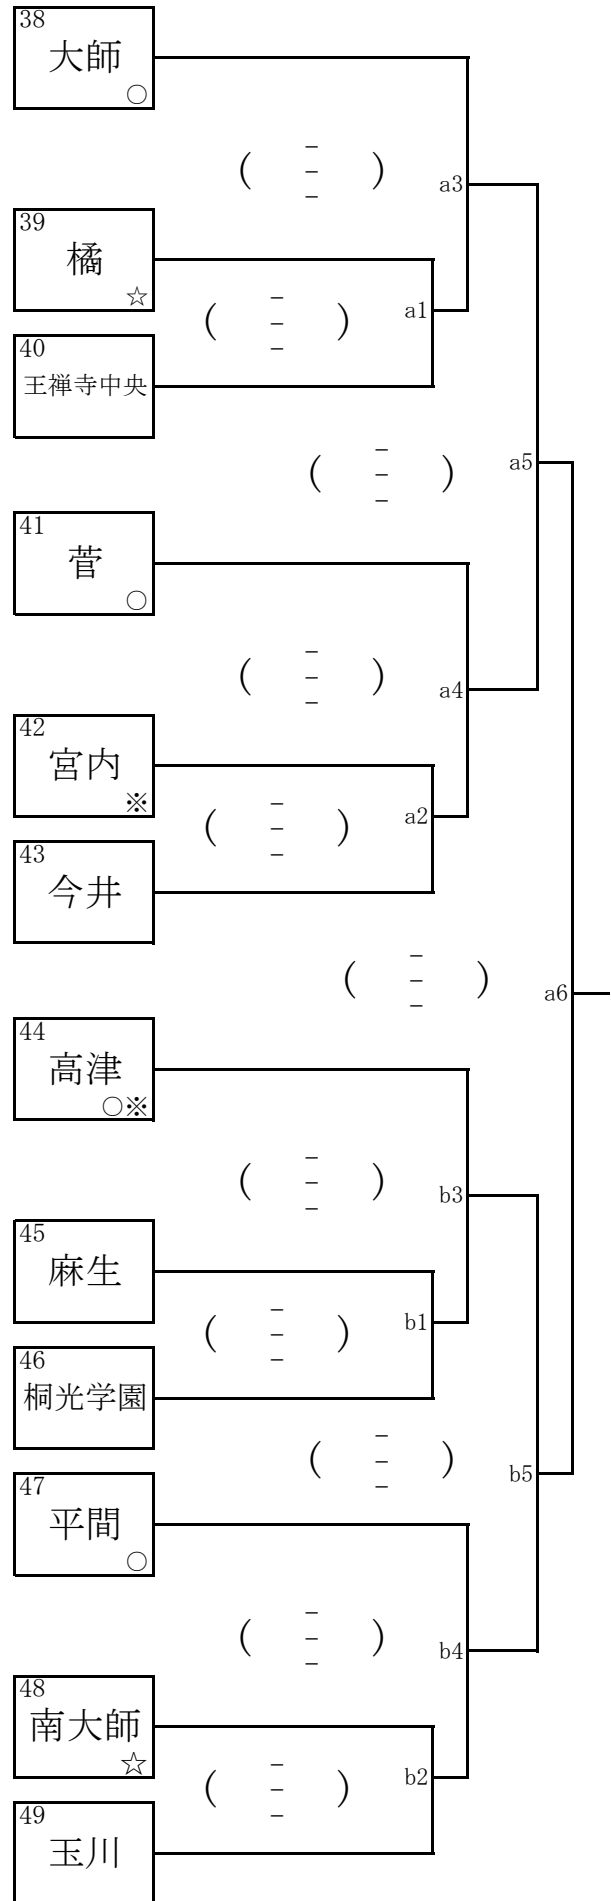 38
大師
○
( - - - )
a3
39
橘
☆
( - - - )
a1
40
王禅寺中央
( - - - )
a5
41
菅
○
( - - - )
a4
42
宮内
※
( - - - )
a2
43
今井
( - - - )
a6
44
高津
○※
( - - - )
b3
45
麻生
( - - - )
b1
46
桐光学園
( - - - )
b5
47
平間
○
( - - - )
b4
48
南大師
☆
( - - - )
b2
49
玉川